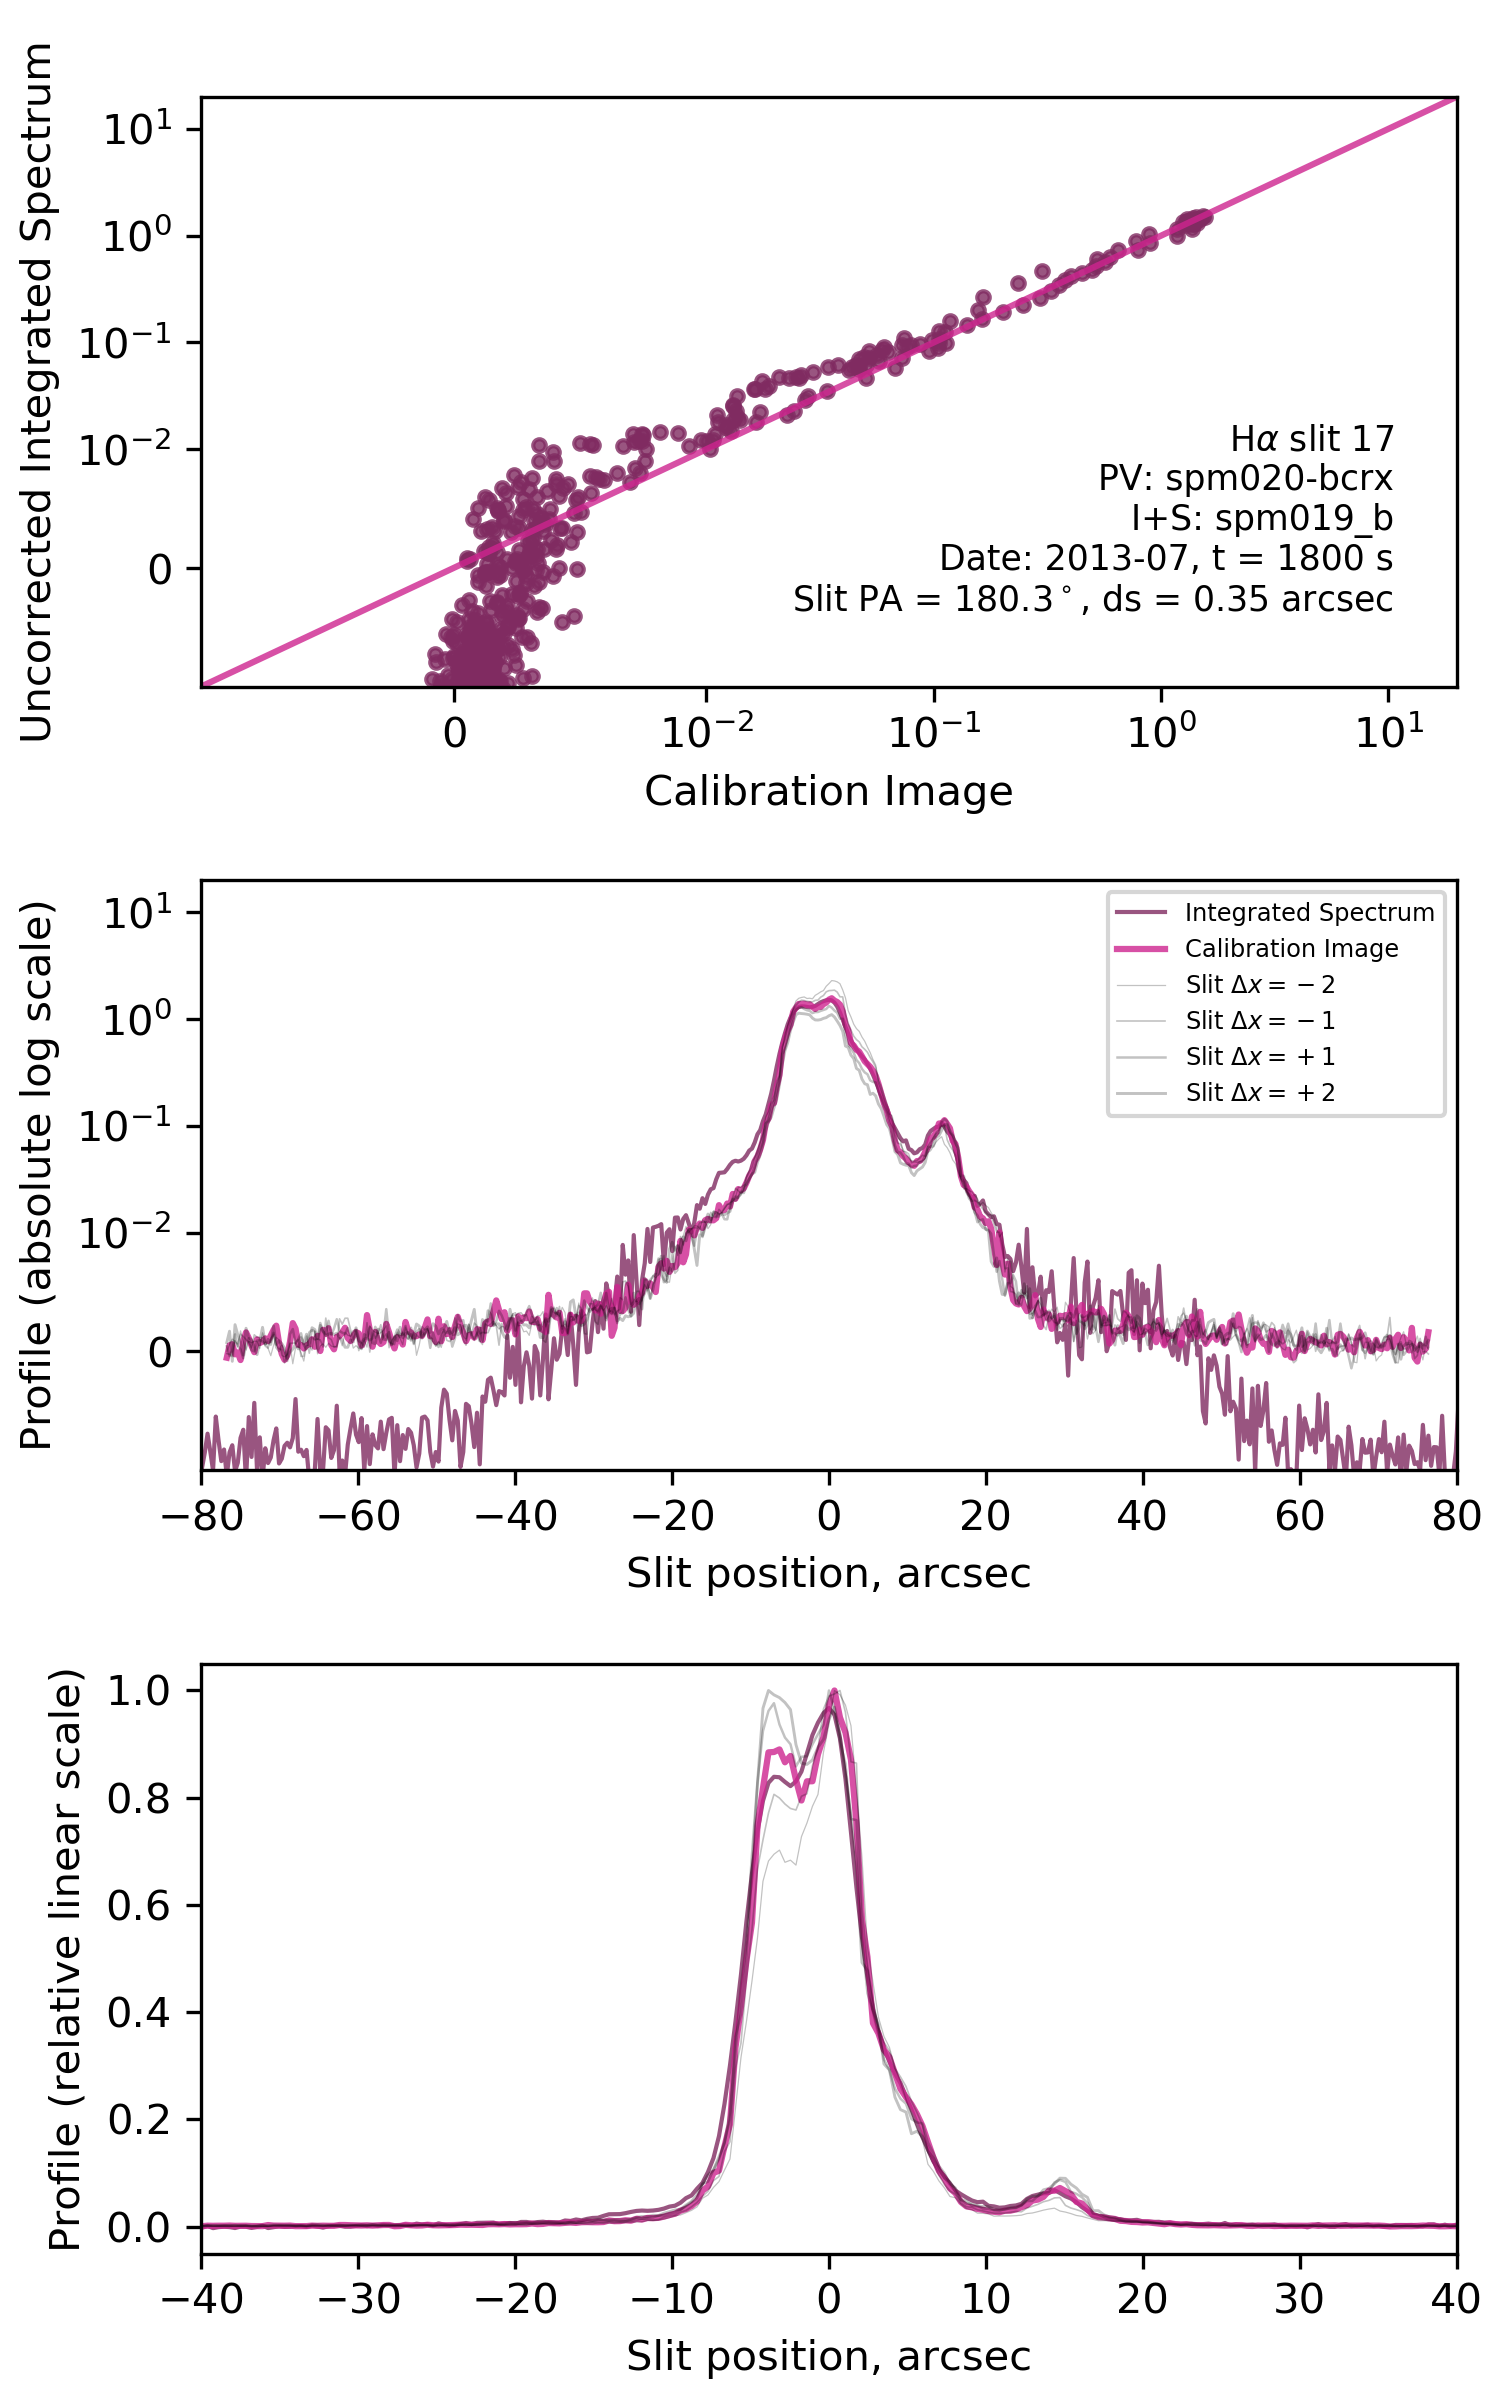 Uncorrected Integrated Spectrum
10¹
10⁰
10⁻¹
10⁻²
0
Hα slit 17
PV: spm020-bcrx
I+S: spm019_b
Date: 2013-07, t = 1800 s
Slit PA = 180.3°, ds = 0.35 arcsec
0 10⁻² 10⁻¹ 10⁰ 10¹
Calibration Image
Profile (absolute log scale)
10¹
10⁰
10⁻¹
10⁻²
0
Integrated Spectrum
Calibration Image
Slit Δx = −2
Slit Δx = −1
Slit Δx = +1
Slit Δx = +2
−80 −60 −40 −20 0 20 40 60 80
Slit position, arcsec
Profile (relative linear scale)
1.0
0.8
0.6
0.4
0.2
0.0
−40 −30 −20 −10 0 10 20 30 40
Slit position, arcsec